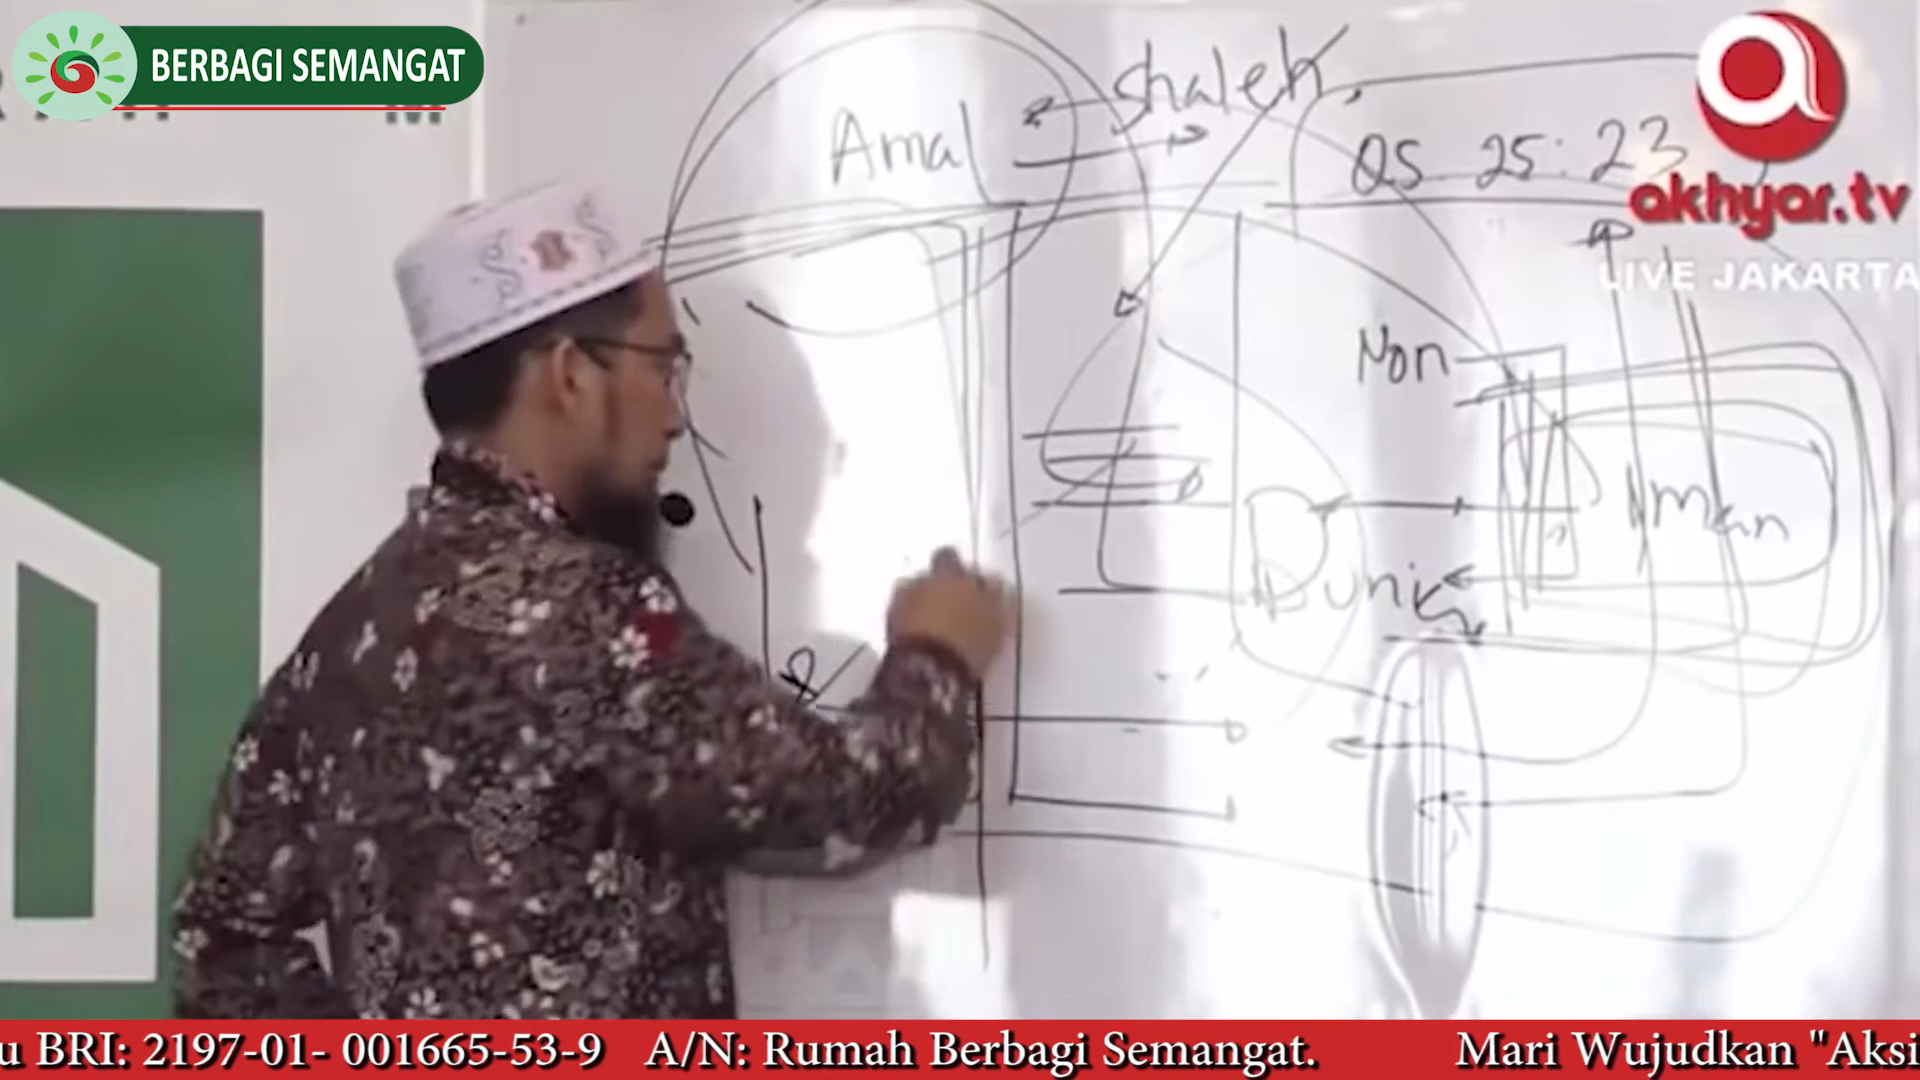 BERBAGI SEMANGAT
Amal
shaleh
QS. 25:23
akhyar.tv
LIVE JAKARTA
Non
Iman
Dunia
u BRI: 2197-01- 001665-53-9 A/N: Rumah Berbagi Semangat. Mari Wujudkan "Aksi